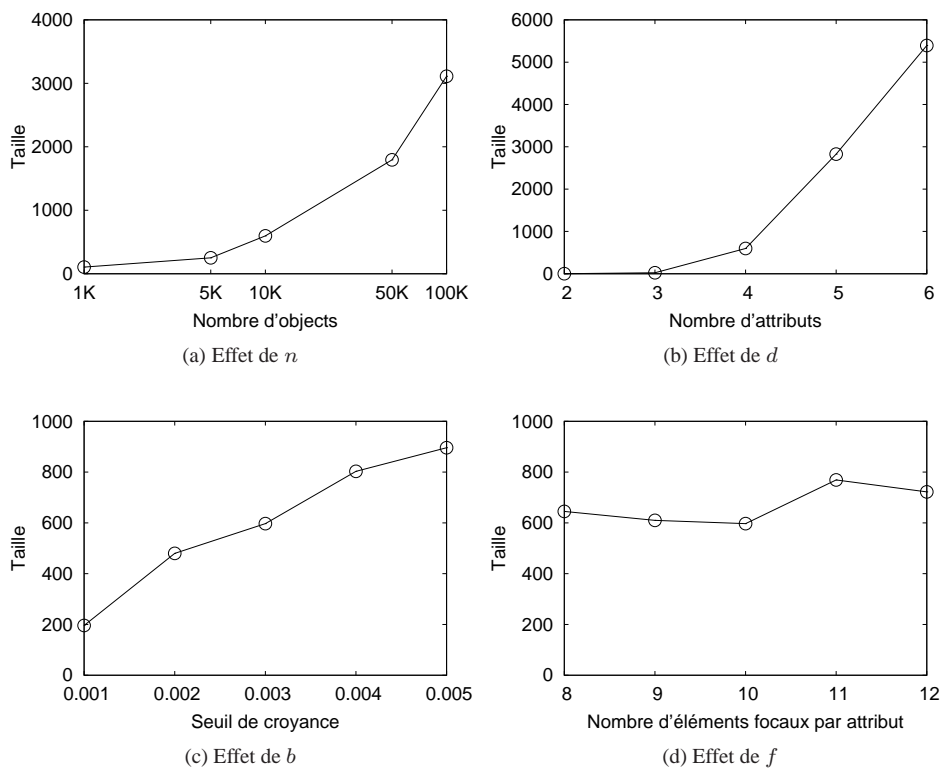 4000
3000
2000
1000
0
Taille
1K 5K 10K 50K 100K
Nombre d'objects
(a) Effet de n
6000
5000
4000
3000
2000
1000
0
Taille
2 3 4 5 6
Nombre d'attributs
(b) Effet de d
1000
800
600
400
200
0
Taille
0.001 0.002 0.003 0.004 0.005
Seuil de croyance
(c) Effet de b
1000
800
600
400
200
0
Taille
8 9 10 11 12
Nombre d'éléments focaux par attribut
(d) Effet de f